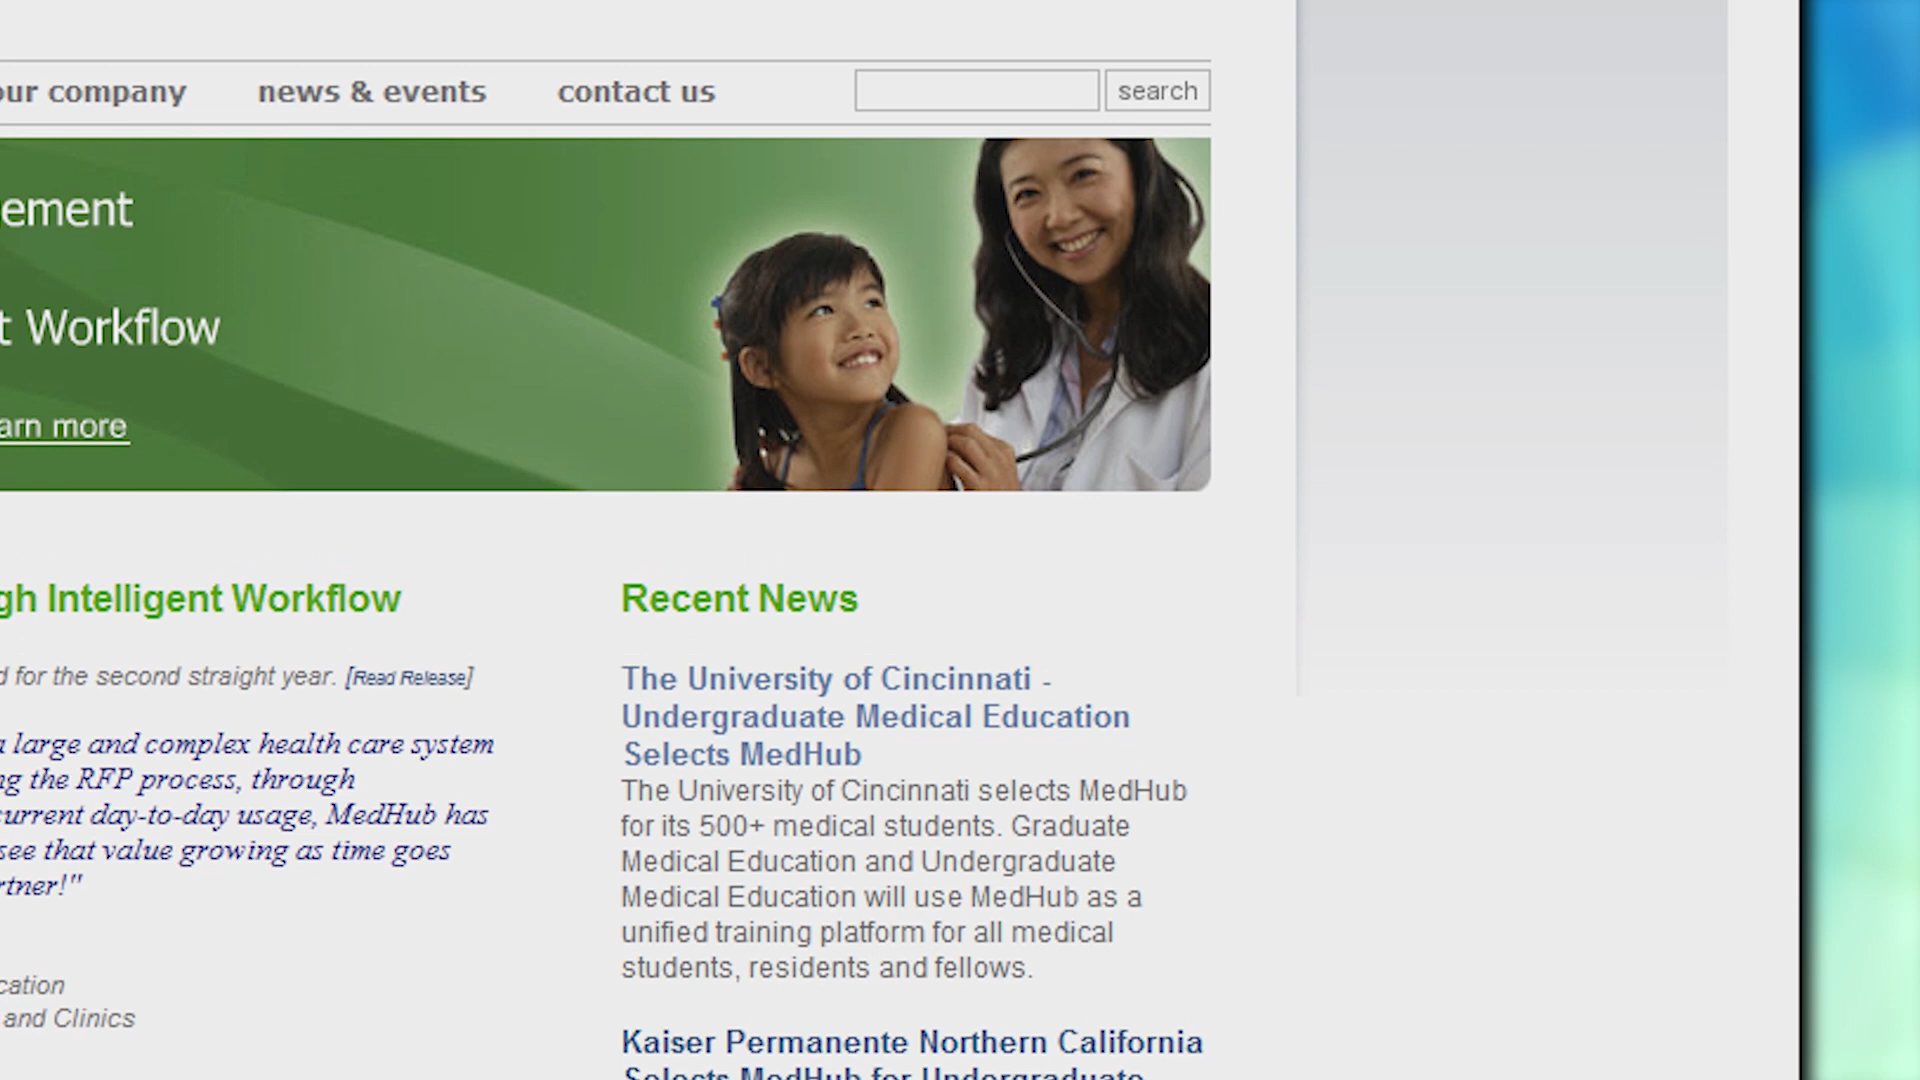 our company news & events contact us search
ement
t Workflow
arn more
gh Intelligent Workflow
d for the second straight year. [Read Release]
a large and complex health care system
ng the RFP process, through
current day-to-day usage, MedHub has
see that value growing as time goes
rtner!"
cation
and Clinics
Recent News
The University of Cincinnati -
Undergraduate Medical Education
Selects MedHub
The University of Cincinnati selects MedHub
for its 500+ medical students. Graduate
Medical Education and Undergraduate
Medical Education will use MedHub as a
unified training platform for all medical
students, residents and fellows.
Kaiser Permanente Northern California
Selects MedHub for Undergraduate